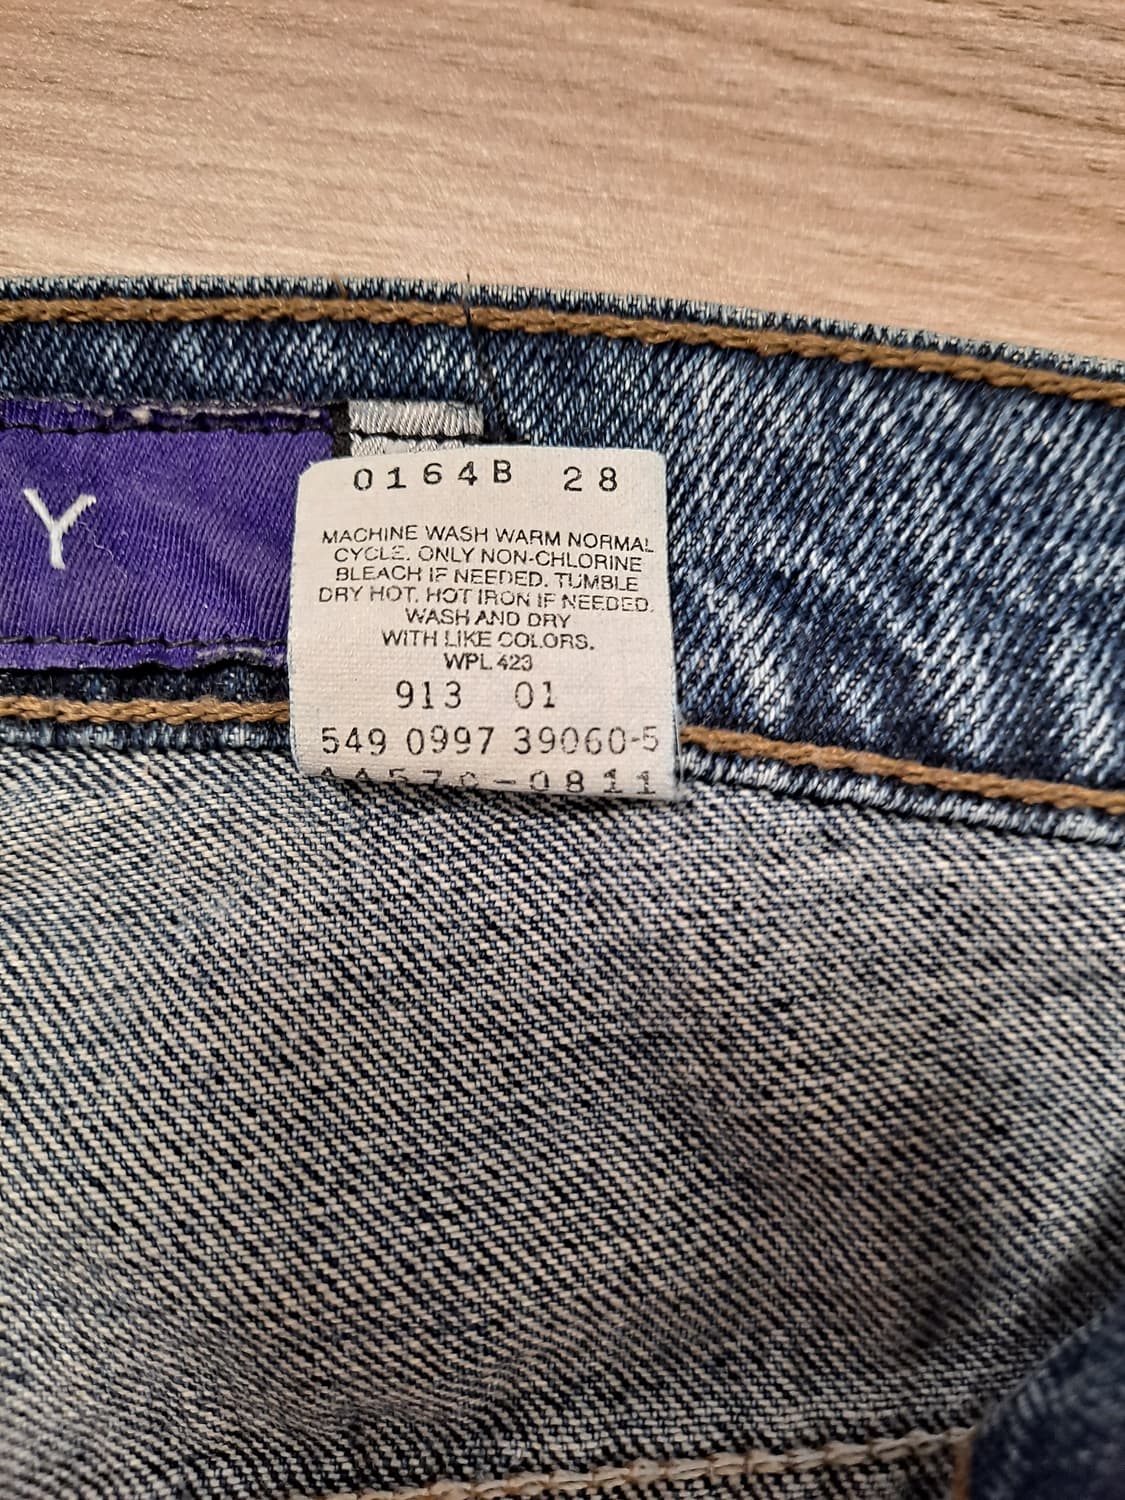 Y
0164B 28
MACHINE WASH WARM NORMAL
CYCLE. ONLY NON-CHLORINE
BLEACH IF NEEDED. TUMBLE
DRY HOT. HOT IRON IF NEEDED.
WASH AND DRY
WITH LIKE COLORS.
WPL 423
913 01
549 0997 39060-5